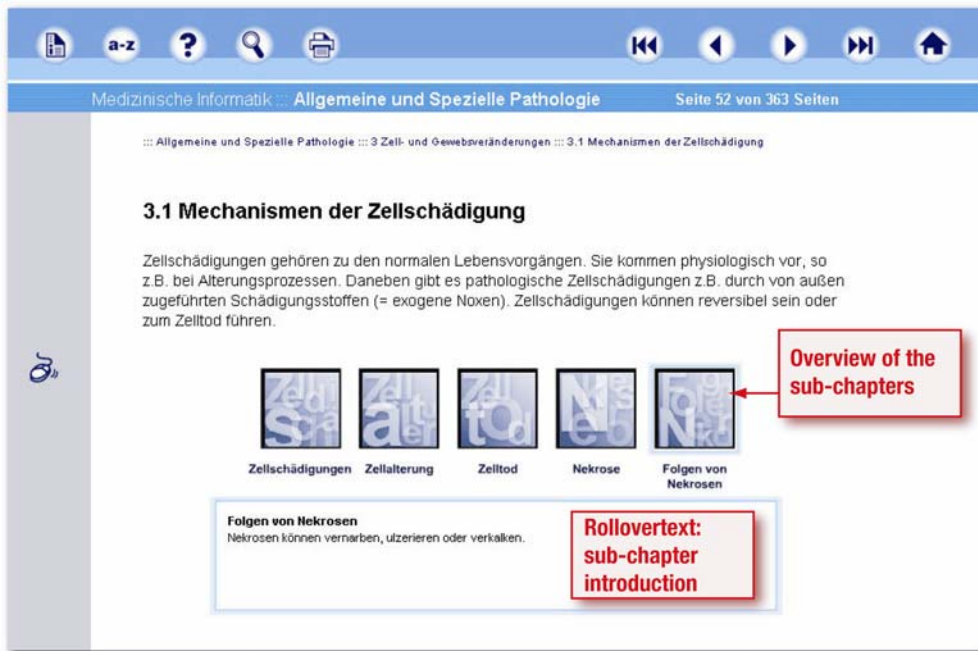 a-z ?
Medizinische Informatik ::: Allgemeine und Spezielle Pathologie Seite 52 von 363 Seiten
::: Allgemeine und Spezielle Pathologie ::: 3 Zell- und Gewebsveränderungen ::: 3.1 Mechanismen der Zellschädigung
3.1 Mechanismen der Zellschädigung
Zellschädigungen gehören zu den normalen Lebensvorgängen. Sie kommen physiologisch vor, so
z.B. bei Alterungsprozessen. Daneben gibt es pathologische Zellschädigungen z.B. durch von außen
zugeführten Schädigungsstoffen (= exogene Noxen). Zellschädigungen können reversibel sein oder
zum Zelltod führen.
Overview of the
sub-chapters
Zellschädigungen Zellalterung Zelltod Nekrose Folgen von
Nekrosen
Folgen von Nekrosen
Nekrosen können vernarben, ulzerieren oder verkalken.
Rollovertext:
sub-chapter
introduction